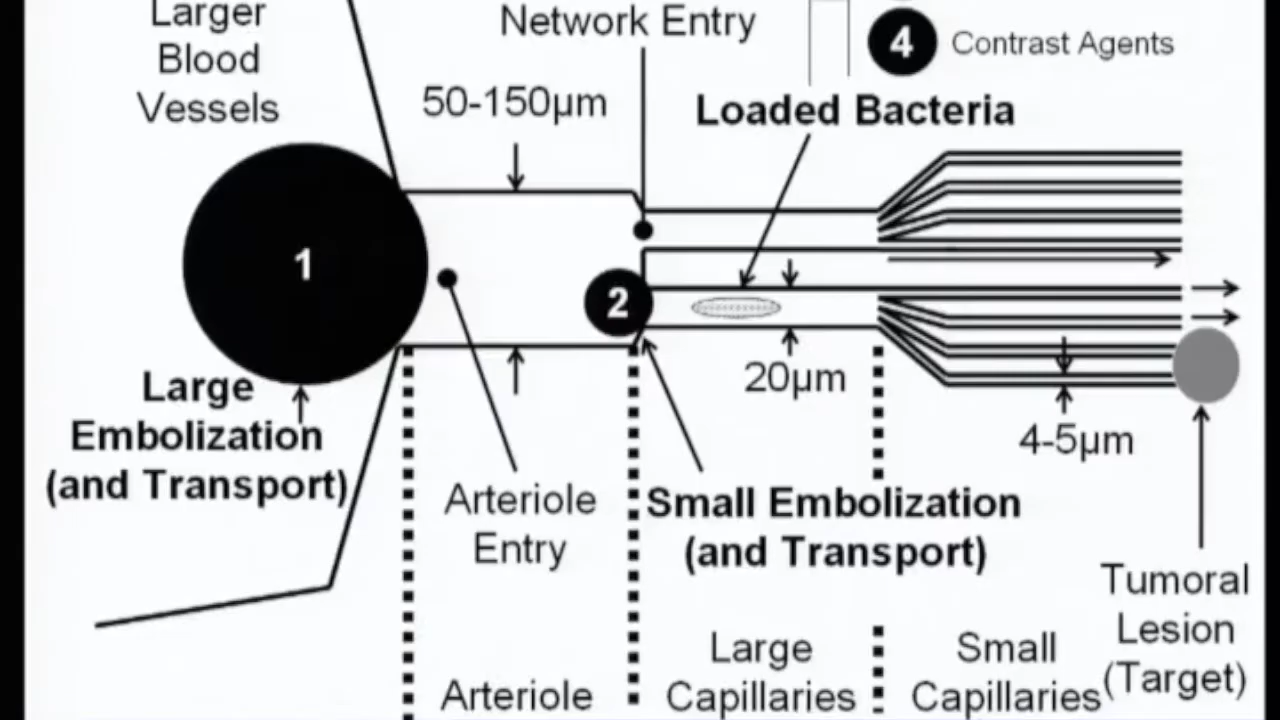 Larger
Blood
Vessels
Network Entry
4
Contrast Agents
50-150µm
Loaded Bacteria
1
2
20µm
4-5µm
Large
Embolization
(and Transport)
Arteriole
Entry
Small Embolization
(and Transport)
Tumoral
Lesion
(Target)
Arteriole
Large
Capillaries
Small
Capillaries